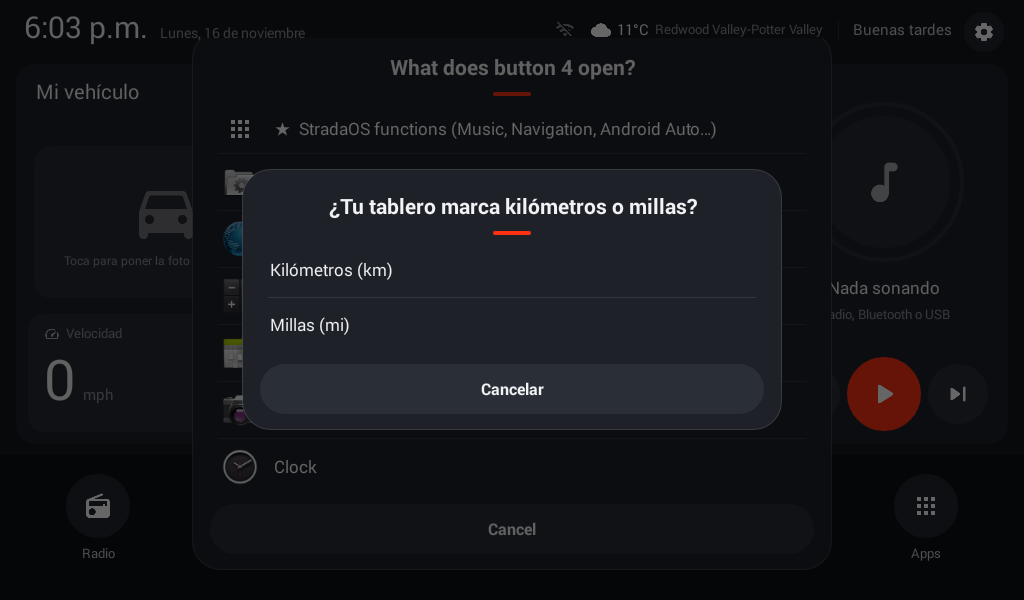 6:03 p.m.
Lunes, 16 de noviembre
11°C Redwood Valley-Potter Valley
Buenas tardes
What does button 4 open?
Mi vehículo
★ StradaOS functions (Music, Navigation, Android Auto...)
¿Tu tablero marca kilómetros o millas?
Toca para poner la foto
Kilómetros (km)
Nada sonando
adio, Bluetooth o USB
Millas (mi)
Velocidad
0 mph
Cancelar
Clock
Cancel
Radio
Apps